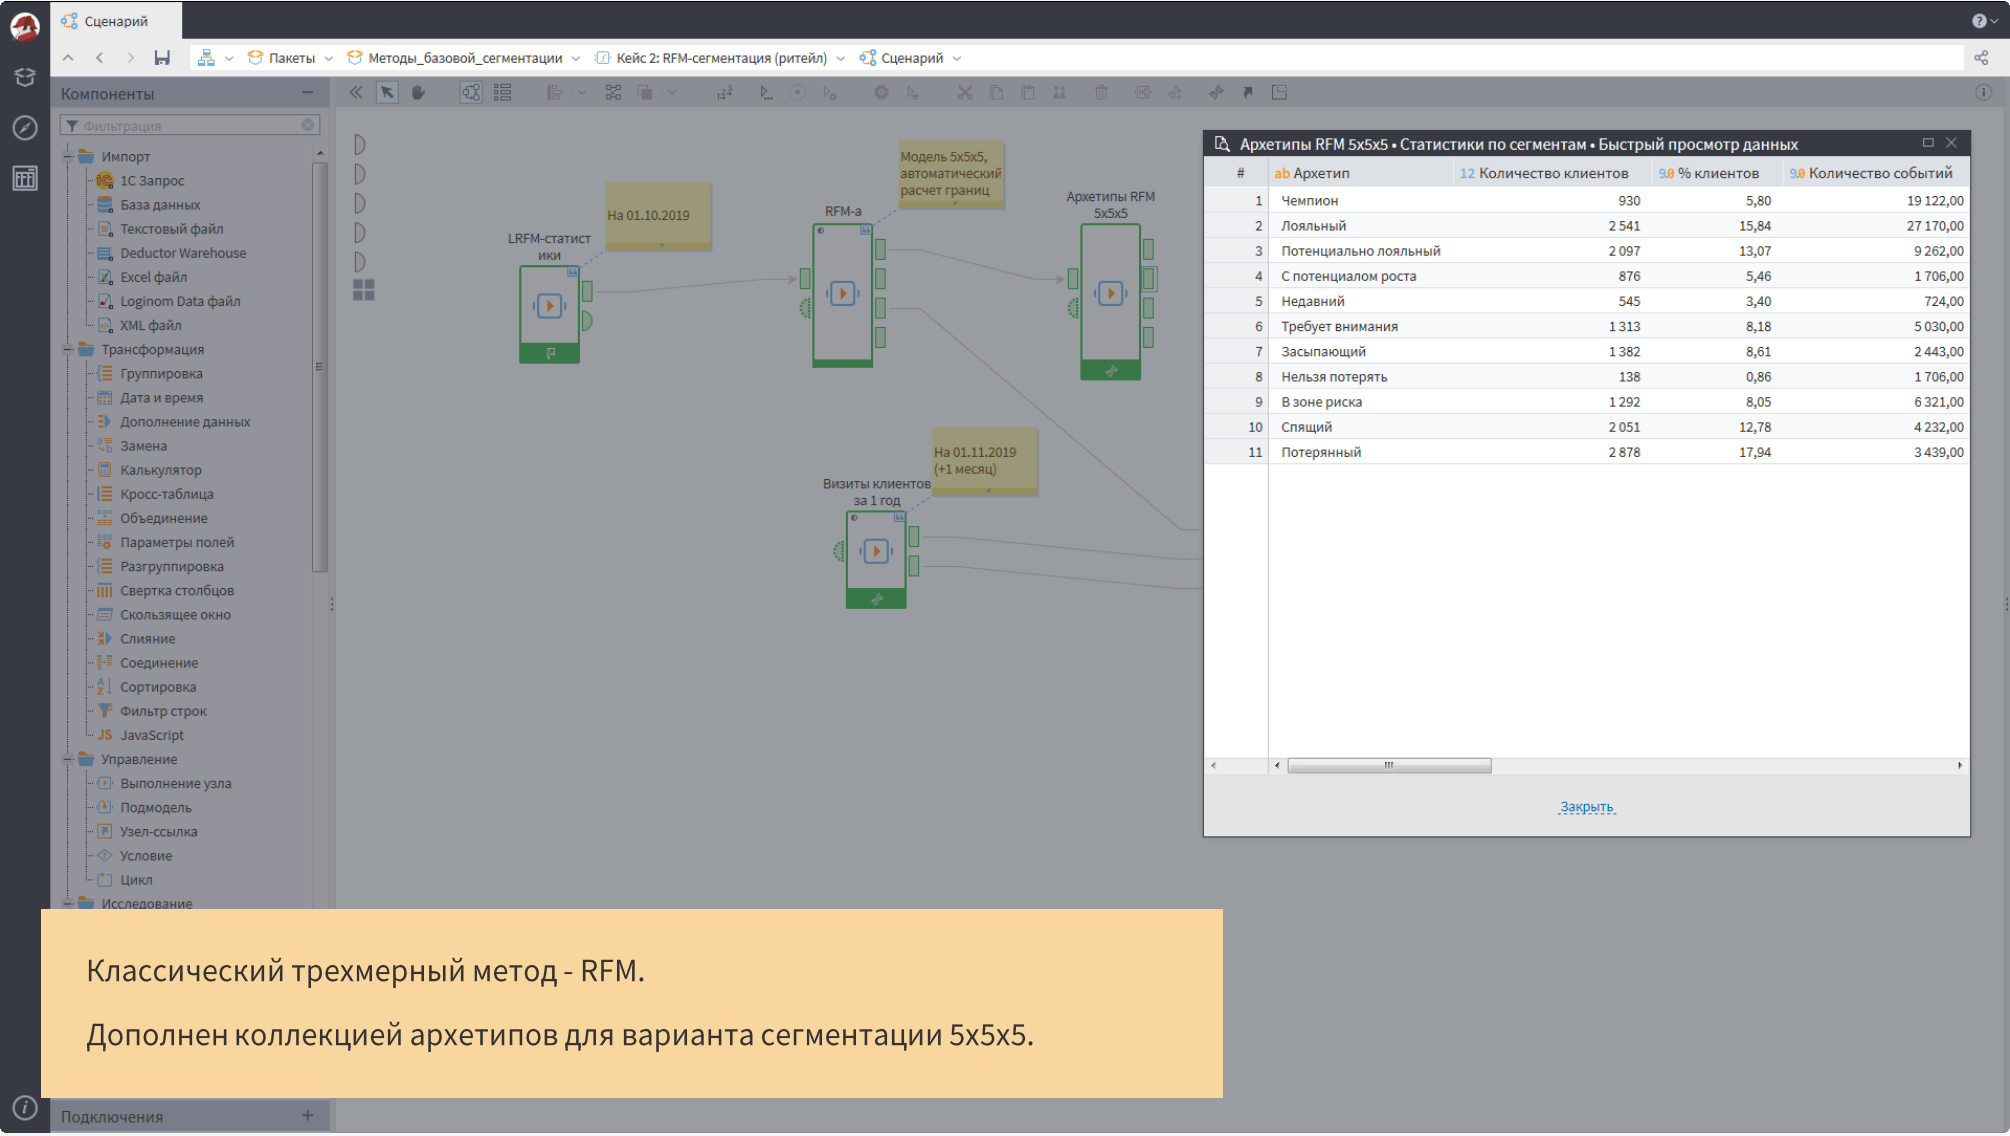 Сценарий
Пакеты
Методы_базовой_сегментации
Кейс 2: RFM-сегментация (ритейл)
Сценарий
Компоненты
Фильтрация
Импорт
1С Запрос
База данных
Текстовый файл
Deductor Warehouse
Excel файл
Loginom Data файл
XML файл
Трансформация
Группировка
Дата и время
Дополнение данных
Замена
Калькулятор
Кросс-таблица
Объединение
Параметры полей
Разгруппировка
Свертка столбцов
Скользящее окно
Слияние
Соединение
Сортировка
Фильтр строк
JS JavaScript
Управление
Выполнение узла
Подмодель
Узел-ссылка
Условие
Цикл
Исследование
Подключения
LRFM-статист
ики
На 01.10.2019
RFM-а
Модель 5x5x5,
автоматический
расчет границ
Архетипы RFM
5x5x5
Визиты клиентов
за 1 год
На 01.11.2019
(+1 месяц)
Архетипы RFM 5x5x5 • Статистики по сегментам • Быстрый просмотр данных
# ab Архетип 12 Количество клиентов 9.0 % клиентов 9.0 Количество событий
1 Чемпион 930 5,80 19 122,00
2 Лояльный 2 541 15,84 27 170,00
3 Потенциально лояльный 2 097 13,07 9 262,00
4 С потенциалом роста 876 5,46 1 706,00
5 Недавний 545 3,40 724,00
6 Требует внимания 1 313 8,18 5 030,00
7 Засыпающий 1 382 8,61 2 443,00
8 Нельзя потерять 138 0,86 1 706,00
9 В зоне риска 1 292 8,05 6 321,00
10 Спящий 2 051 12,78 4 232,00
11 Потерянный 2 878 17,94 3 439,00
Закрыть
Классический трехмерный метод - RFM.
Дополнен коллекцией архетипов для варианта сегментации 5x5x5.